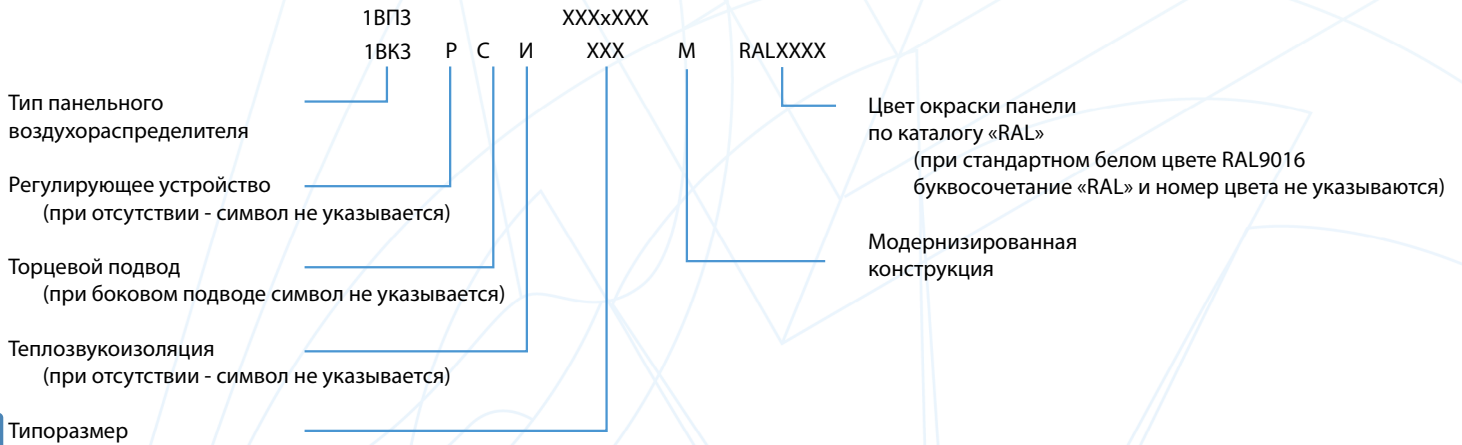 1ВПЗ XXXxXXX
1ВКЗ Р С И XXX М RALXXXX
Тип панельного
воздухораспределителя
Регулирующее устройство
(при отсутствии - символ не указывается)
Торцевой подвод
(при боковом подводе символ не указывается)
Теплозвукоизоляция
(при отсутствии - символ не указывается)
Типоразмер
Цвет окраски панели
по каталогу «RAL»
(при стандартном белом цвете RAL9016
буквосочетание «RAL» и номер цвета не указываются)
Модернизированная
конструкция